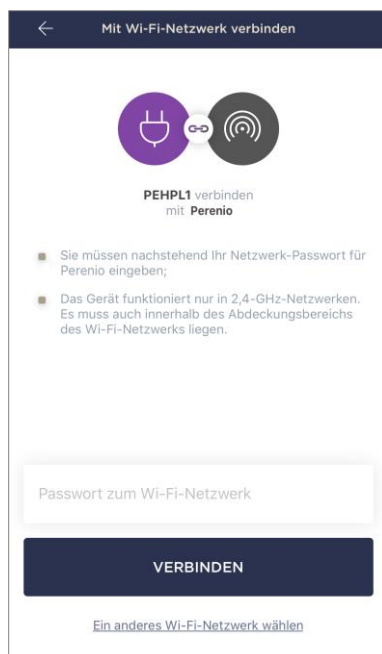 Mit Wi-Fi-Netzwerk verbinden
PEHPL1 verbinden
mit Perenio
Sie müssen nachstehend Ihr Netzwerk-Passwort für
Perenio eingeben;
Das Gerät funktioniert nur in 2,4-GHz-Netzwerken.
Es muss auch innerhalb des Abdeckungsbereichs
des Wi-Fi-Netzwerks liegen.
Passwort zum Wi-Fi-Netzwerk
VERBINDEN
Ein anderes Wi-Fi-Netzwerk wählen